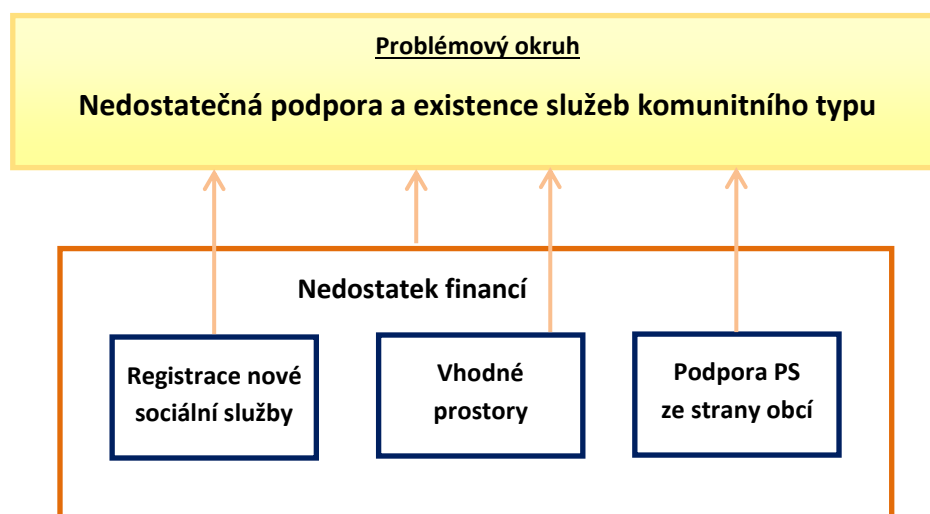 Problémový okruh
Nedostatečná podpora a existence služeb komunitního typu
Nedostatek financí
Registrace nové
sociální služby
Vhodné
prostory
Podpora PS
ze strany obcí